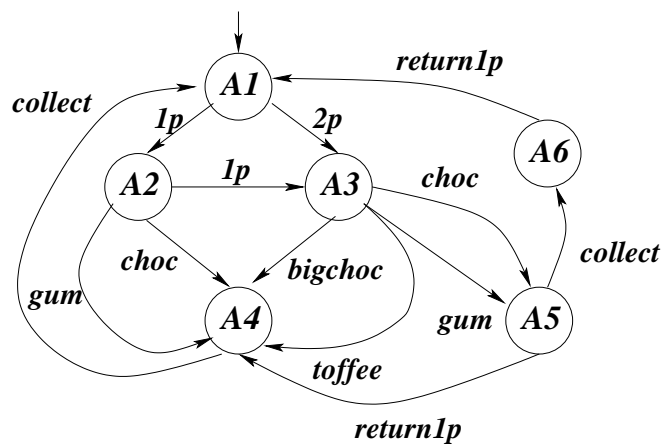 return1p
A1
collect
1p
2p
A6
1p
choc
A2
A3
choc
bigchoc
collect
gum
A4
gum
A5
toffee
return1p